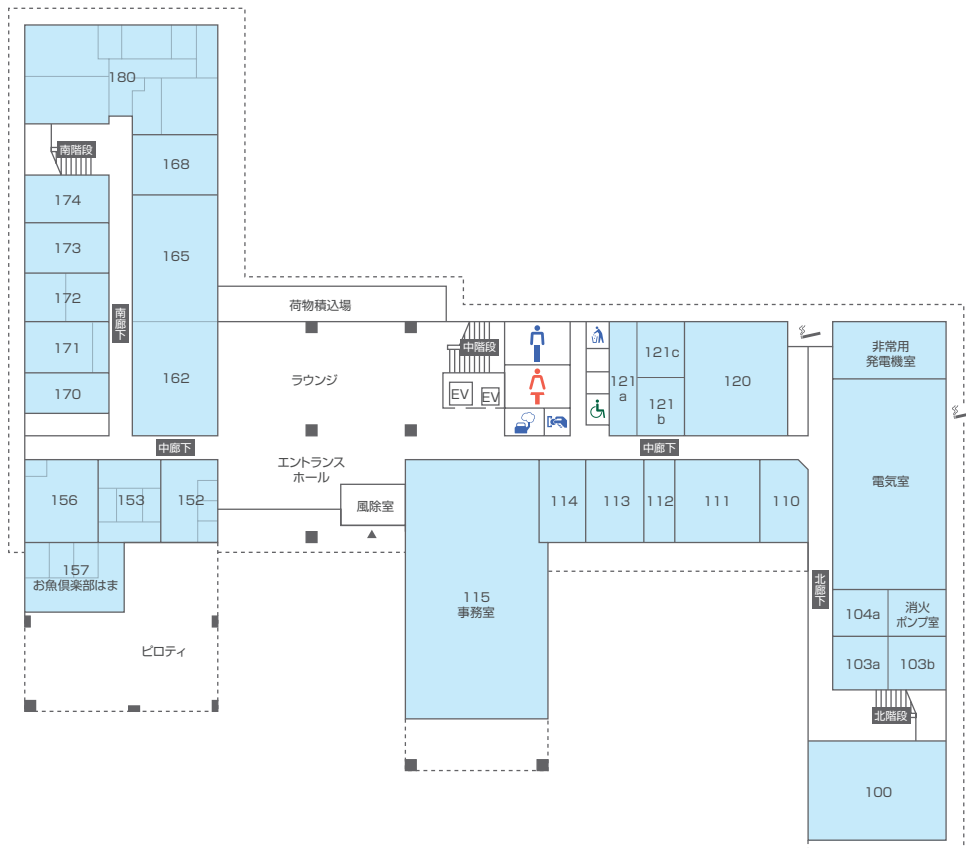 180
南階段
168
174
173
165
172
南廊下
荷物積込場
171
170
162
ラウンジ
中階段
EV
EV
121
a
121c
121
b
120
非常用
発電機室
中廊下
中廊下
エントランス
ホール
風除室
156
153
152
114
113
112
111
110
電気室
157
お魚倶楽部はま
115
事務室
北廊下
104a
消火
ポンプ室
103a
103b
ピロティ
北階段
100